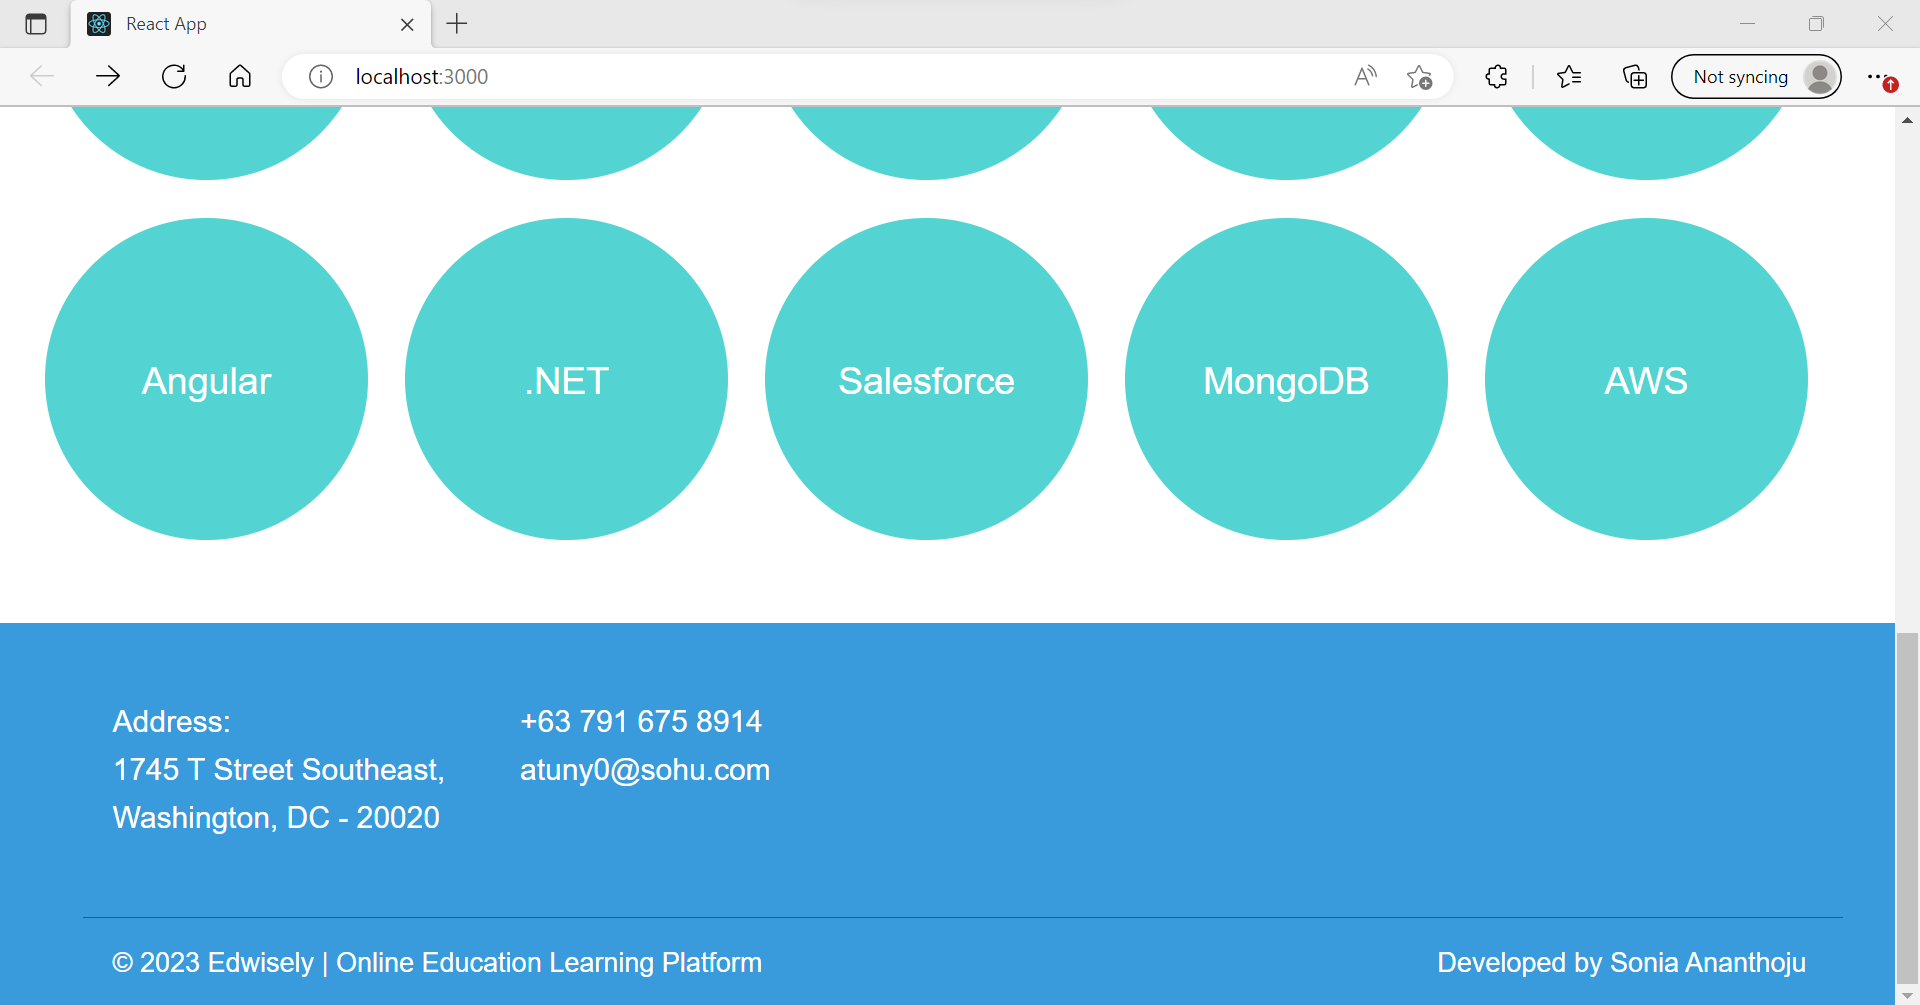 React App
localhost:3000
Not syncing
Angular
.NET
Salesforce
MongoDB
AWS
Address:
1745 T Street Southeast,
Washington, DC - 20020
+63 791 675 8914
atuny0@sohu.com
© 2023 Edwisely | Online Education Learning Platform
Developed by Sonia Ananthoju